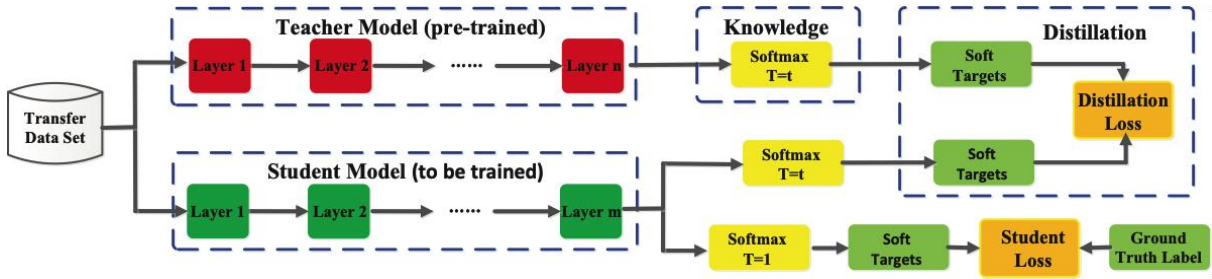 Teacher Model (pre-trained)
Knowledge
Distillation
Layer 1
Layer 2
......
Layer n
Softmax
T=t
Soft
Targets
Transfer
Data Set
Distillation
Loss
Student Model (to be trained)
Softmax
T=t
Soft
Targets
Layer 1
Layer 2
......
Layer m
Softmax
T=1
Soft
Targets
Student
Loss
Ground
Truth Label